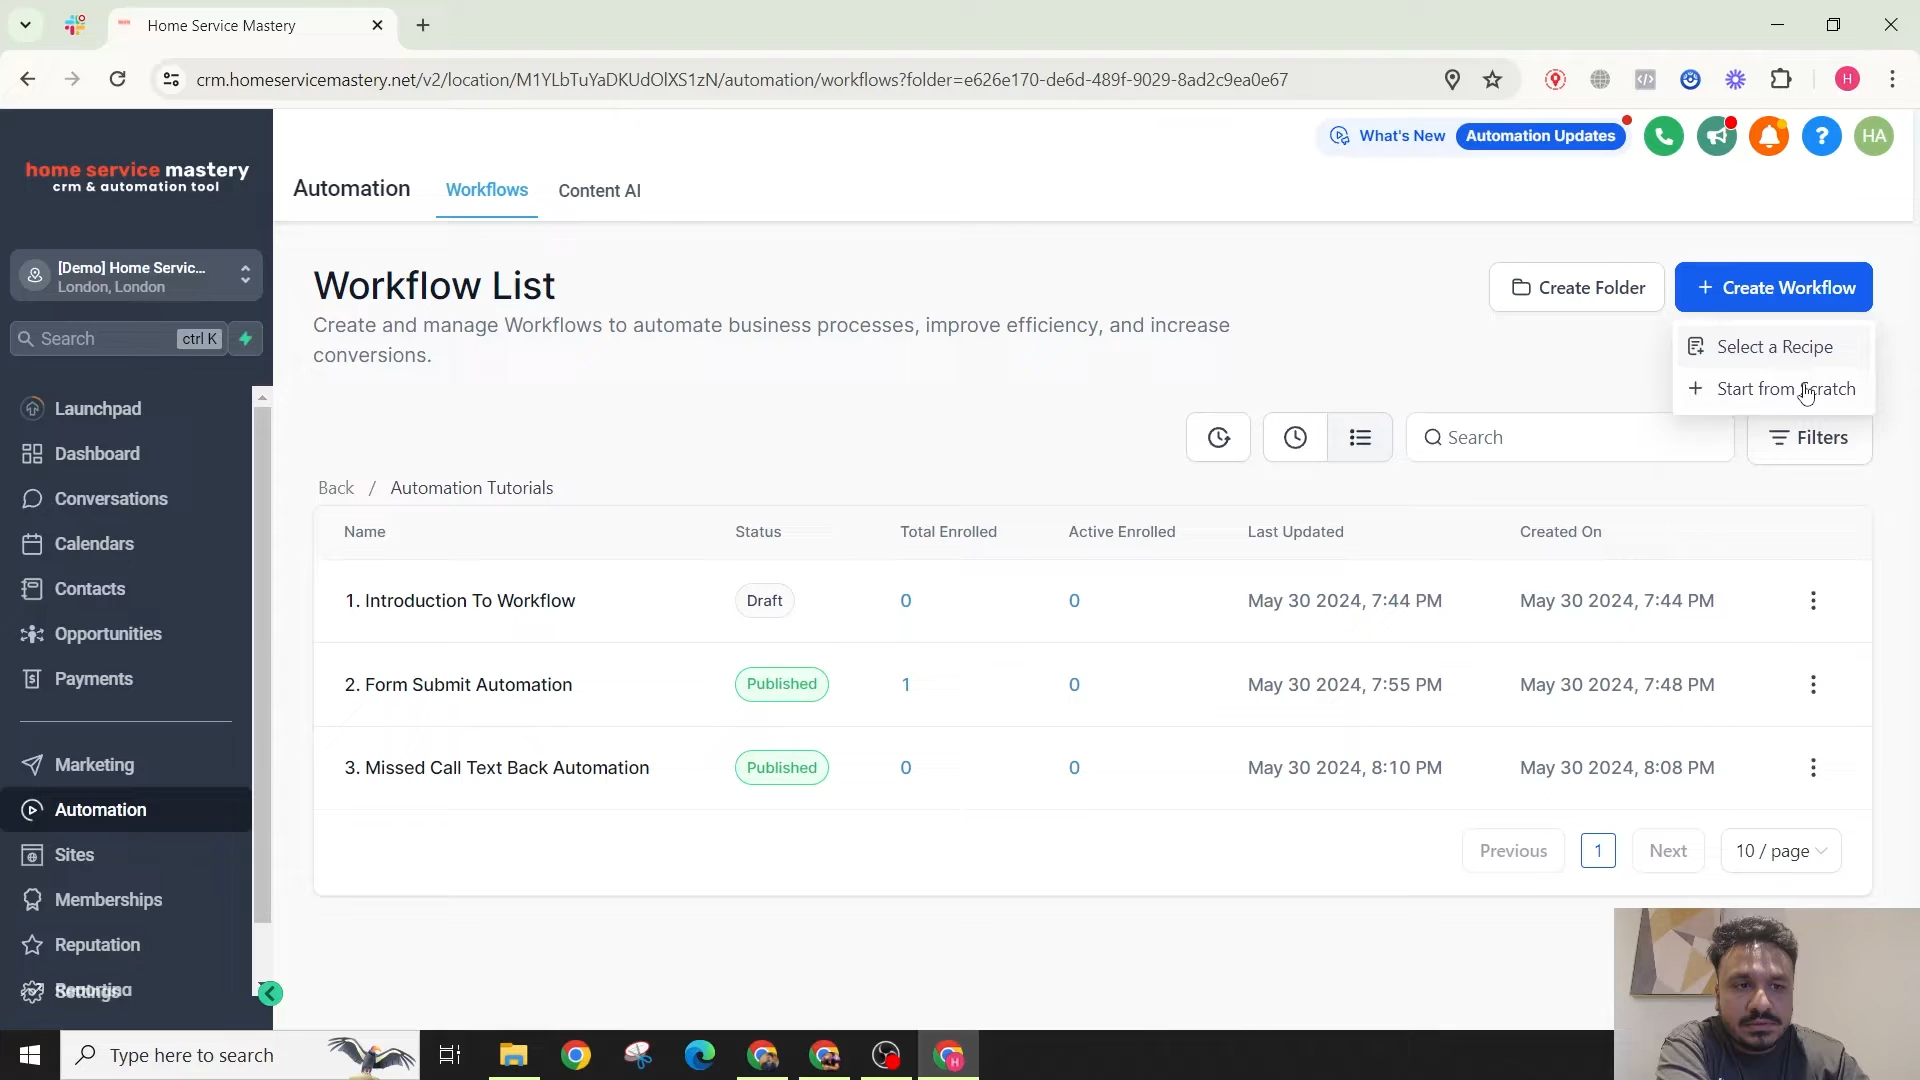 Home Service Mastery
crm.homeservicemastery.net/v2/location/M1YLbTuYaDKUdOlXS1zN/automation/workflows?folder=e626e170-de6d-489f-9029-8ad2c9ea0e67
H
What's New
Automation Updates
?
HA
home service mastery
crm & automation tool
Automation
Workflows
Content AI
[Demo] Home Servic...
London, London
Search
ctrl K
Workflow List
Create and manage Workflows to automate business processes, improve efficiency, and increase
conversions.
Create Folder
+ Create Workflow
Select a Recipe
+ Start from Scratch
Search
Filters
Back / Automation Tutorials
Name Status Total Enrolled Active Enrolled Last Updated Created On
1. Introduction To Workflow Draft 0 0 May 30 2024, 7:44 PM May 30 2024, 7:44 PM
2. Form Submit Automation Published 1 0 May 30 2024, 7:55 PM May 30 2024, 7:48 PM
3. Missed Call Text Back Automation Published 0 0 May 30 2024, 8:10 PM May 30 2024, 8:08 PM
Previous 1 Next 10 / page
Launchpad
Dashboard
Conversations
Calendars
Contacts
Opportunities
Payments
Marketing
Automation
Sites
Memberships
Reputation
Reporting
Settings
Type here to search